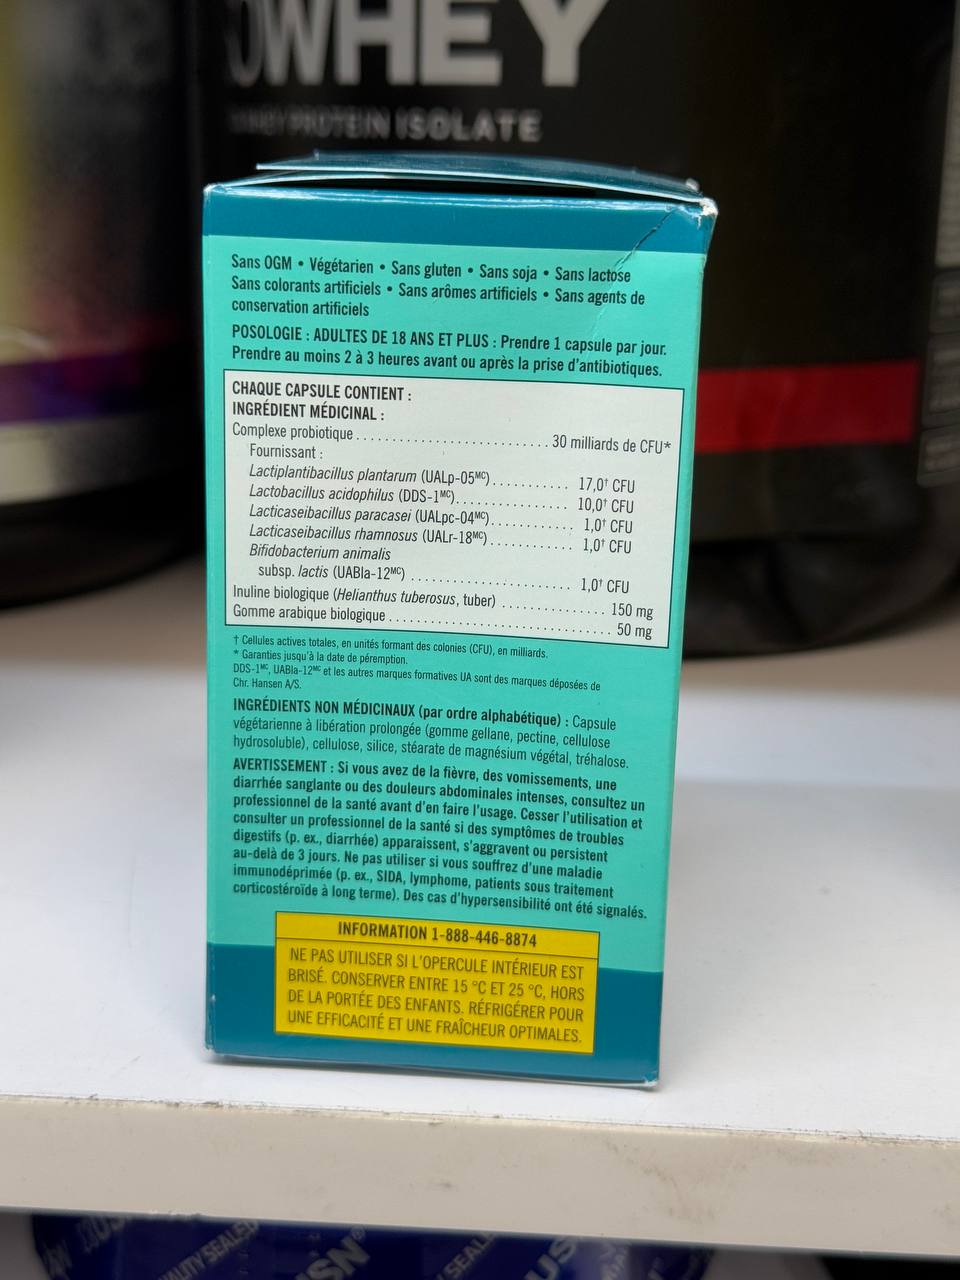 WHEY
WHEY PROTEIN ISOLATE
Sans OGM • Végétarien • Sans gluten • Sans soja • Sans lactose
Sans colorants artificiels • Sans arômes artificiels • Sans agents de
conservation artificiels
POSOLOGIE : ADULTES DE 18 ANS ET PLUS : Prendre 1 capsule par jour.
Prendre au moins 2 à 3 heures avant ou après la prise d'antibiotiques.
CHAQUE CAPSULE CONTIENT :
INGRÉDIENT MÉDICINAL :
Complexe probiotique . . . . . . . . . . . . . . . . . . . . . . . . 30 milliards de CFU*
Fournissant :
Lactiplantibacillus plantarum (UALp-05ᴹᶜ) . . . . . . . . . . 17,0† CFU
Lactobacillus acidophilus (DDS-1ᴹᶜ). . . . . . . . . . . . . . 10,0† CFU
Lacticaseibacillus paracasei (UALpc-04ᴹᶜ). . . . . . . . . . . 1,0† CFU
Lacticaseibacillus rhamnosus (UALr-18ᴹᶜ) . . . . . . . . . . . 1,0† CFU
Bifidobacterium animalis
subsp. lactis (UABla-12ᴹᶜ) . . . . . . . . . . . . . . . . . . . . 1,0† CFU
Inuline biologique (Helianthus tuberosus, tuber) . . . . . . . . . . . . . 150 mg
Gomme arabique biologique . . . . . . . . . . . . . . . . . . . . . . . . . . . . 50 mg
† Cellules actives totales, en unités formant des colonies (CFU), en milliards.
* Garanties jusqu'à la date de péremption.
DDS-1ᴹᶜ, UABla-12ᴹᶜ et les autres marques formatives UA sont des marques déposées de
Chr. Hansen A/S.
INGRÉDIENTS NON MÉDICINAUX (par ordre alphabétique) : Capsule
végétarienne à libération prolongée (gomme gellane, pectine, cellulose
hydrosoluble), cellulose, silice, stéarate de magnésium végétal, tréhalose.
AVERTISSEMENT : Si vous avez de la fièvre, des vomissements, une
diarrhée sanglante ou des douleurs abdominales intenses, consultez un
professionnel de la santé avant d'en faire l'usage. Cesser l'utilisation et
consulter un professionnel de la santé si des symptômes de troubles
digestifs (p. ex., diarrhée) apparaissent, s'aggravent ou persistent
au-delà de 3 jours. Ne pas utiliser si vous souffrez d'une maladie
immunodéprimée (p. ex., SIDA, lymphome, patients sous traitement
corticostéroïde à long terme). Des cas d'hypersensibilité ont été signalés.
INFORMATION 1-888-446-8874
NE PAS UTILISER SI L'OPERCULE INTÉRIEUR EST
BRISÉ. CONSERVER ENTRE 15 °C ET 25 °C, HORS
DE LA PORTÉE DES ENFANTS. RÉFRIGÉRER POUR
UNE EFFICACITÉ ET UNE FRAÎCHEUR OPTIMALES.